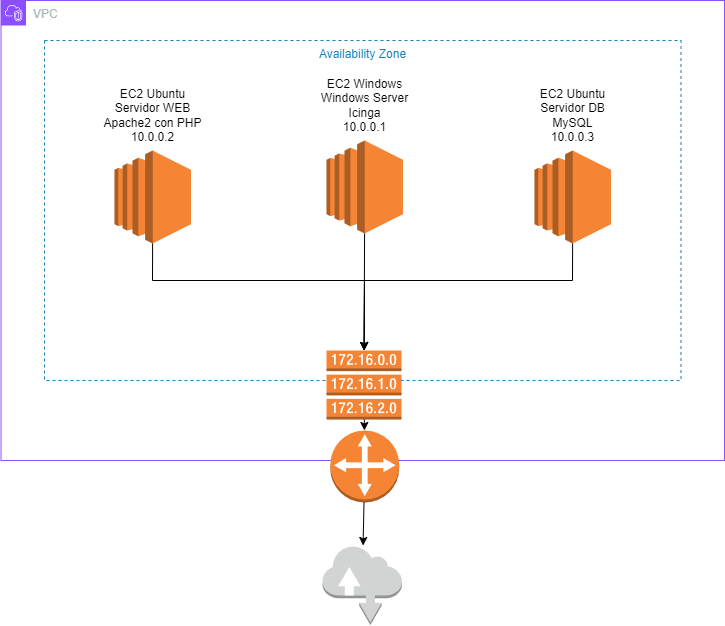 VPC
Availability Zone
EC2 Ubuntu
Servidor WEB
Apache2 con PHP
10.0.0.2
EC2 Windows
Windows Server
Icinga
10.0.0.1
EC2 Ubuntu
Servidor DB
MySQL
10.0.0.3
172.16.0.0
172.16.1.0
172.16.2.0